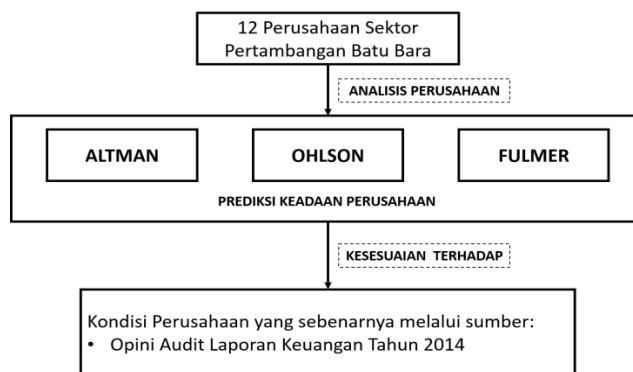 12 Perusahaan Sektor
Pertambangan Batu Bara
ANALISIS PERUSAHAAN
ALTMAN
OHLSON
FULMER
PREDIKSI KEADAAN PERUSAHAAN
KESESUAIAN TERHADAP
Kondisi Perusahaan yang sebenarnya melalui sumber:
• Opini Audit Laporan Keuangan Tahun 2014